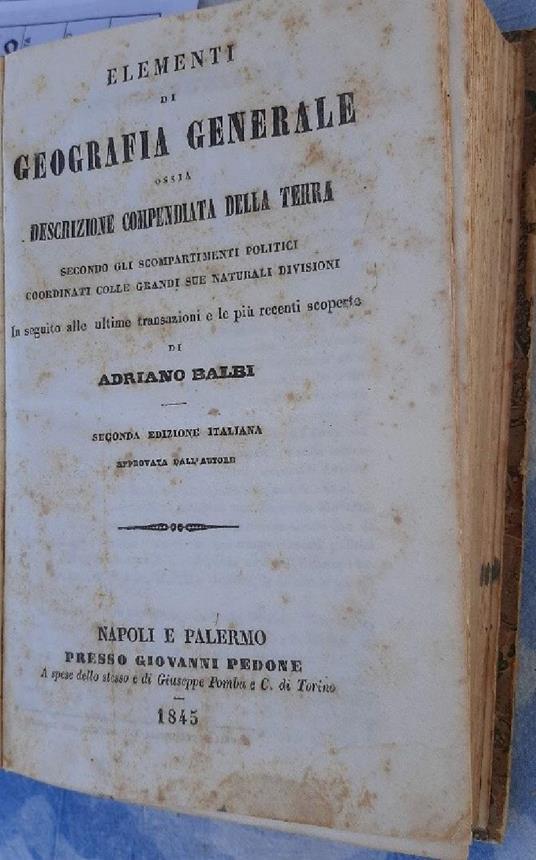 ELEMENTI
DI
GEOGRAFIA GENERALE
OSSIA
DESCRIZIONE COMPENDIATA DELLA TERRA
SECONDO GLI SCOMPARTIMENTI POLITICI
COORDINATI COLLE GRANDI SUE NATURALI DIVISIONI
In seguito alle ultime transazioni e le più recenti scoperte
DI
ADRIANO BALBI
SECONDA EDIZIONE ITALIANA
APPROVATA DALL'AUTORE
NAPOLI E PALERMO
PRESSO GIOVANNI PEDONE
A spese dello stesso e di Giuseppe Pomba e C. di Torino
1845